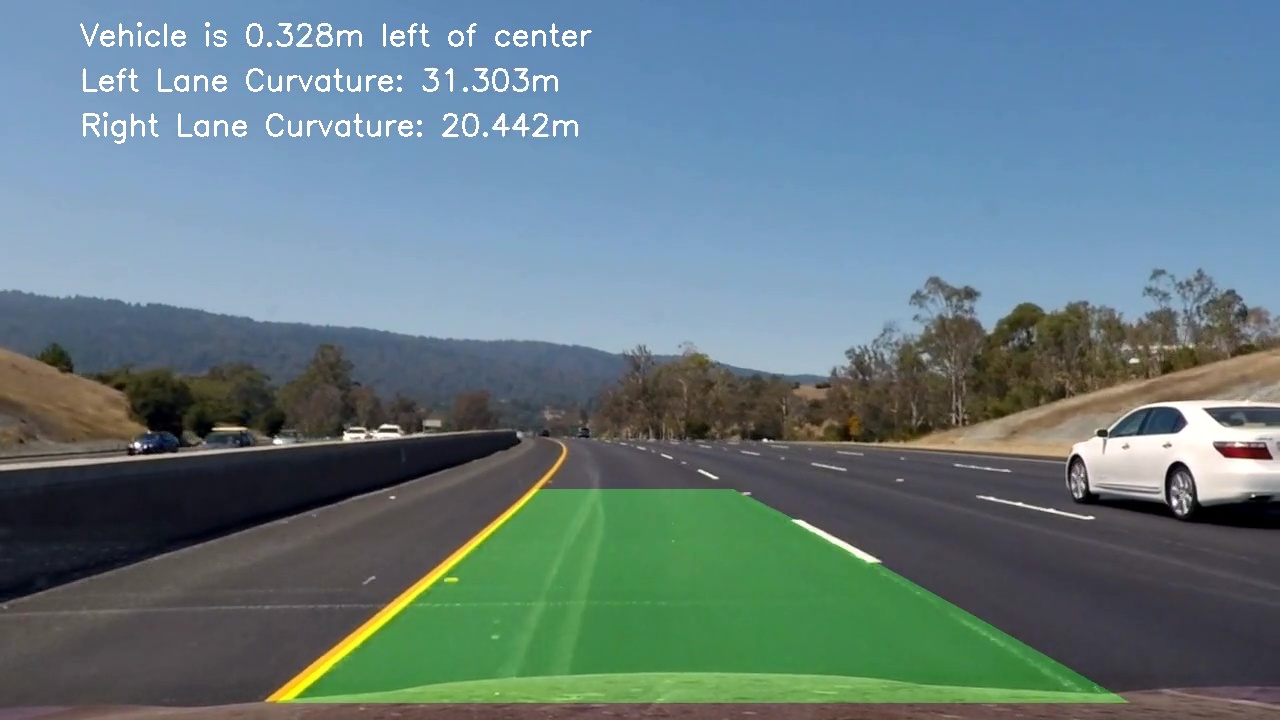 Vehicle is 0.328m left of center
Left Lane Curvature: 31.303m
Right Lane Curvature: 20.442m